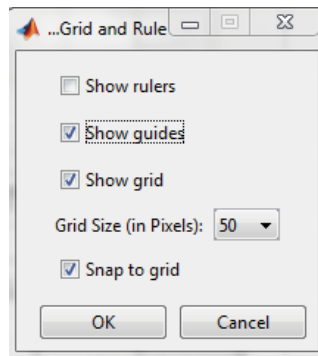 ...Grid and Rule
Show rulers
Show guides
Show grid
Grid Size (in Pixels): 50
Snap to grid
OK Cancel